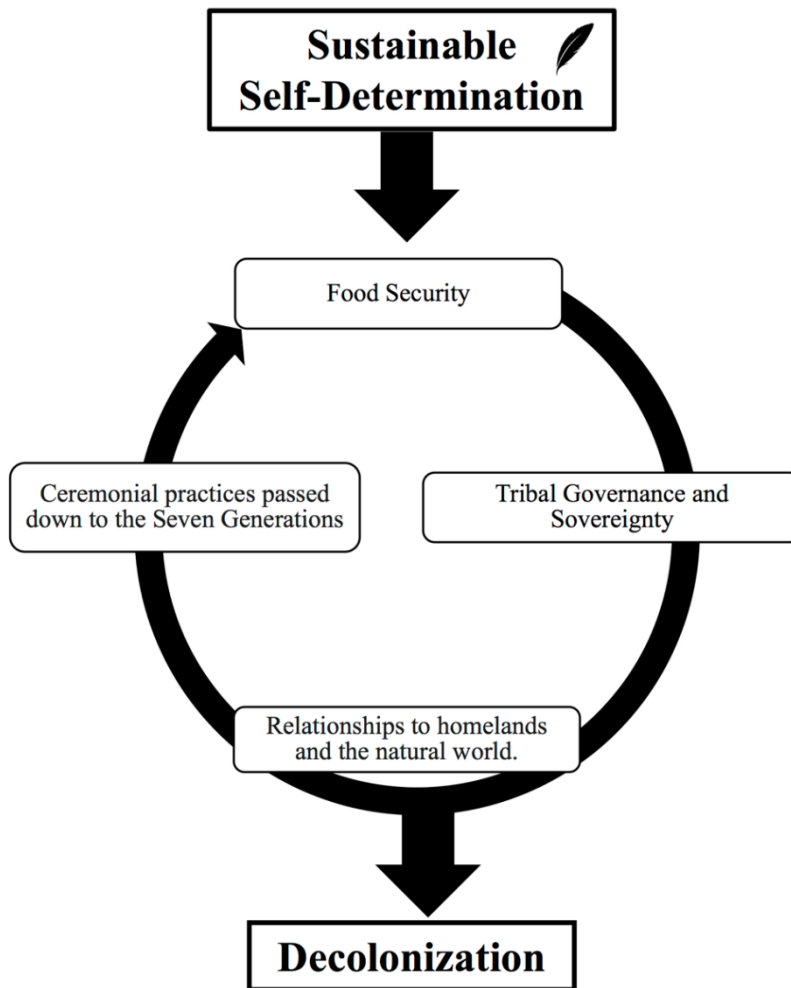 Sustainable
Self-Determination
Food Security
Ceremonial practices passed
down to the Seven Generations
Tribal Governance and
Sovereignty
Relationships to homelands
and the natural world.
Decolonization